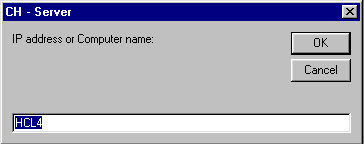 CH - Server
IP address or Computer name:
OK
Cancel
HCL4